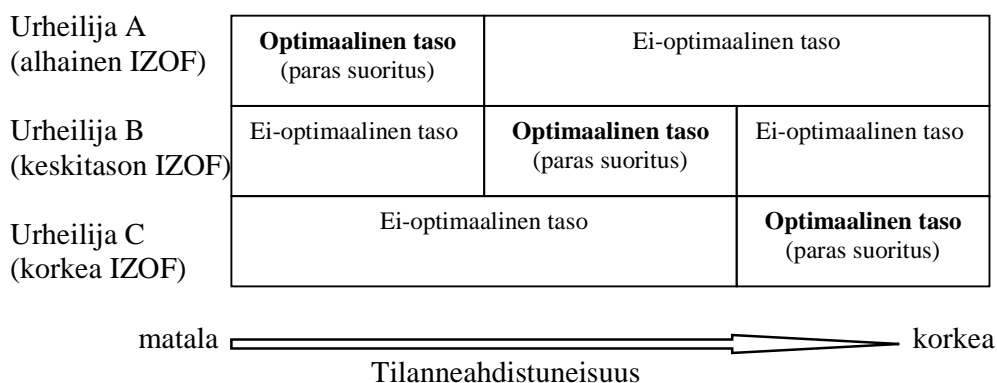 Urheilija A
(alhainen IZOF)
Optimaalinen taso
(paras suoritus)
Ei-optimaalinen taso
Urheilija B
(keskitason IZOF)
Ei-optimaalinen taso
Optimaalinen taso
(paras suoritus)
Ei-optimaalinen taso
Urheilija C
(korkea IZOF)
Ei-optimaalinen taso
Optimaalinen taso
(paras suoritus)
matala
korkea
Tilanneahdistuneisuus